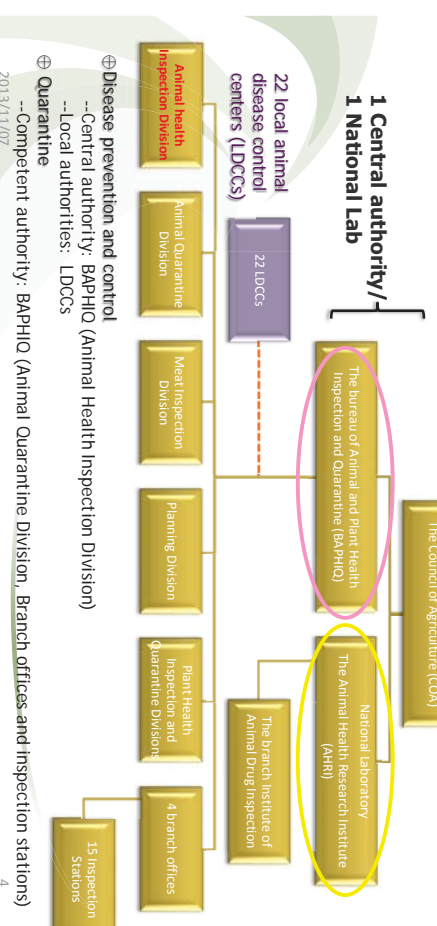 The Council of Agriculture (COA)
1 Central authority/
1 National Lab
The bureau of Animal and Plant Health
Inspection and Quarantine (BAPHIQ)
National Laboratory
The Animal Health Research Institute
(AHRI)
The branch Institute of
Animal Drug Inspection
22 local animal
disease control
centers (LDCCs)
22 LDCCs
Animal health
Inspection Division
Animal Quarantine
Division
Meat Inspection
Division
Planning Division
Plant Health
Inspection and
Quarantine Divisions
4 branch offices
15 Inspection
Stations
⊕Disease prevention and control
--Central authority: BAPHIQ (Animal Health Inspection Division)
--Local authorities: LDCCs
⊕ Quarantine
--Competent authority: BAPHIQ (Animal Quarantine Division, Branch offices and inspection stations)
2013/11/07
4